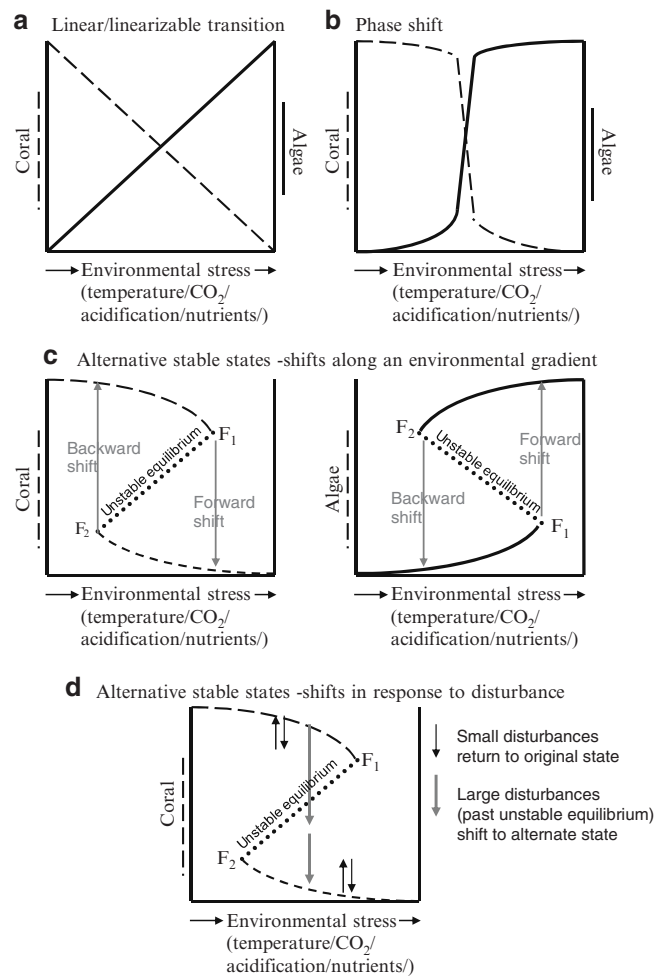 a Linear/linearizable transition
Coral
Algae
Environmental stress
(temperature/CO₂/
acidification/nutrients/)
b Phase shift
Coral
Algae
Environmental stress
(temperature/CO₂/
acidification/nutrients/)
c Alternative stable states -shifts along an environmental gradient
Coral
Backward
shift
Unstable equilibrium
F₁
F₂
Forward
shift
Environmental stress
(temperature/CO₂/
acidification/nutrients/)
Algae
F₂
Unstable equilibrium
Forward
shift
Backward
shift
F₁
Environmental stress
(temperature/CO₂/
acidification/nutrients/)
d Alternative stable states -shifts in response to disturbance
Coral
Unstable equilibrium
F₁
F₂
Small disturbances
return to original state
Large disturbances
(past unstable equilibrium)
shift to alternate state
Environmental stress
(temperature/CO₂/
acidification/nutrients/)